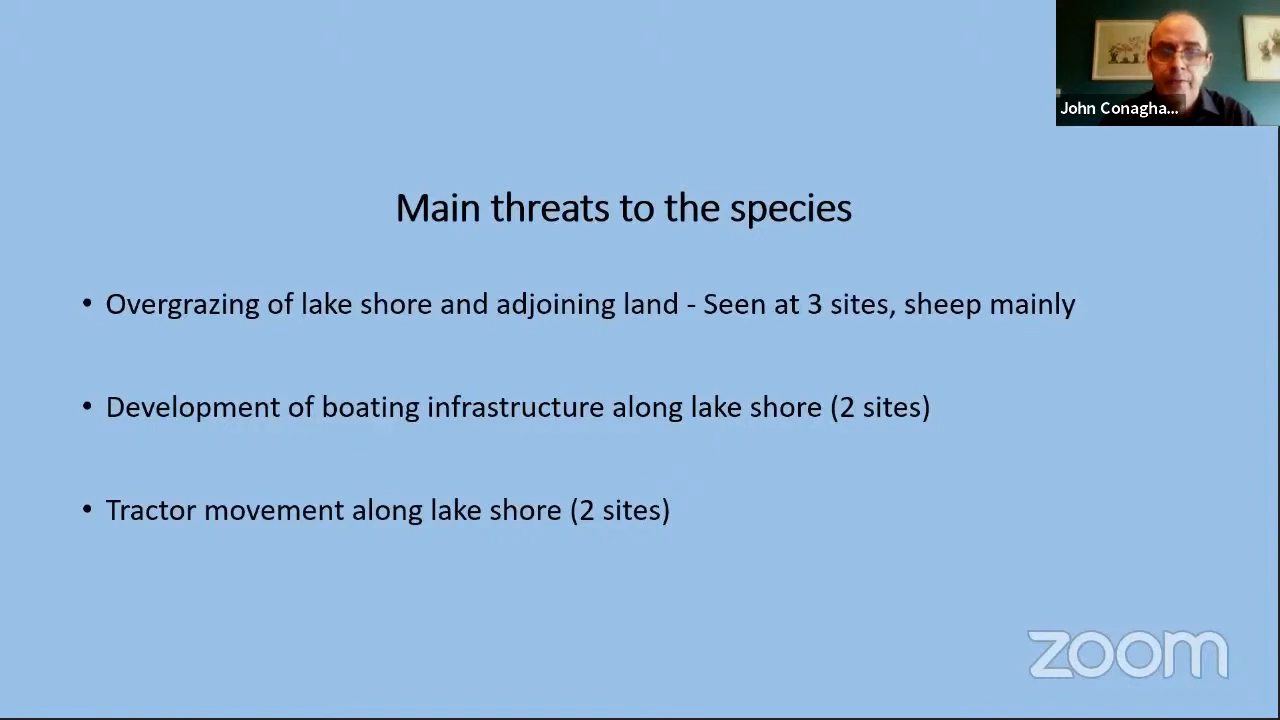 John Conagha...
Main threats to the species
• Overgrazing of lake shore and adjoining land - Seen at 3 sites, sheep mainly
• Development of boating infrastructure along lake shore (2 sites)
• Tractor movement along lake shore (2 sites)
zoom